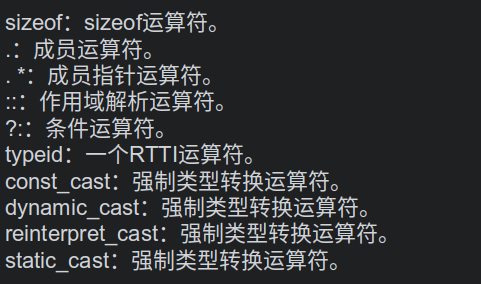 sizeof：sizeof运算符。
.：成员运算符。
. *：成员指针运算符。
::：作用域解析运算符。
?:：条件运算符。
typeid：一个RTTI运算符。
const_cast：强制类型转换运算符。
dynamic_cast：强制类型转换运算符。
reinterpret_cast：强制类型转换运算符。
static_cast：强制类型转换运算符。